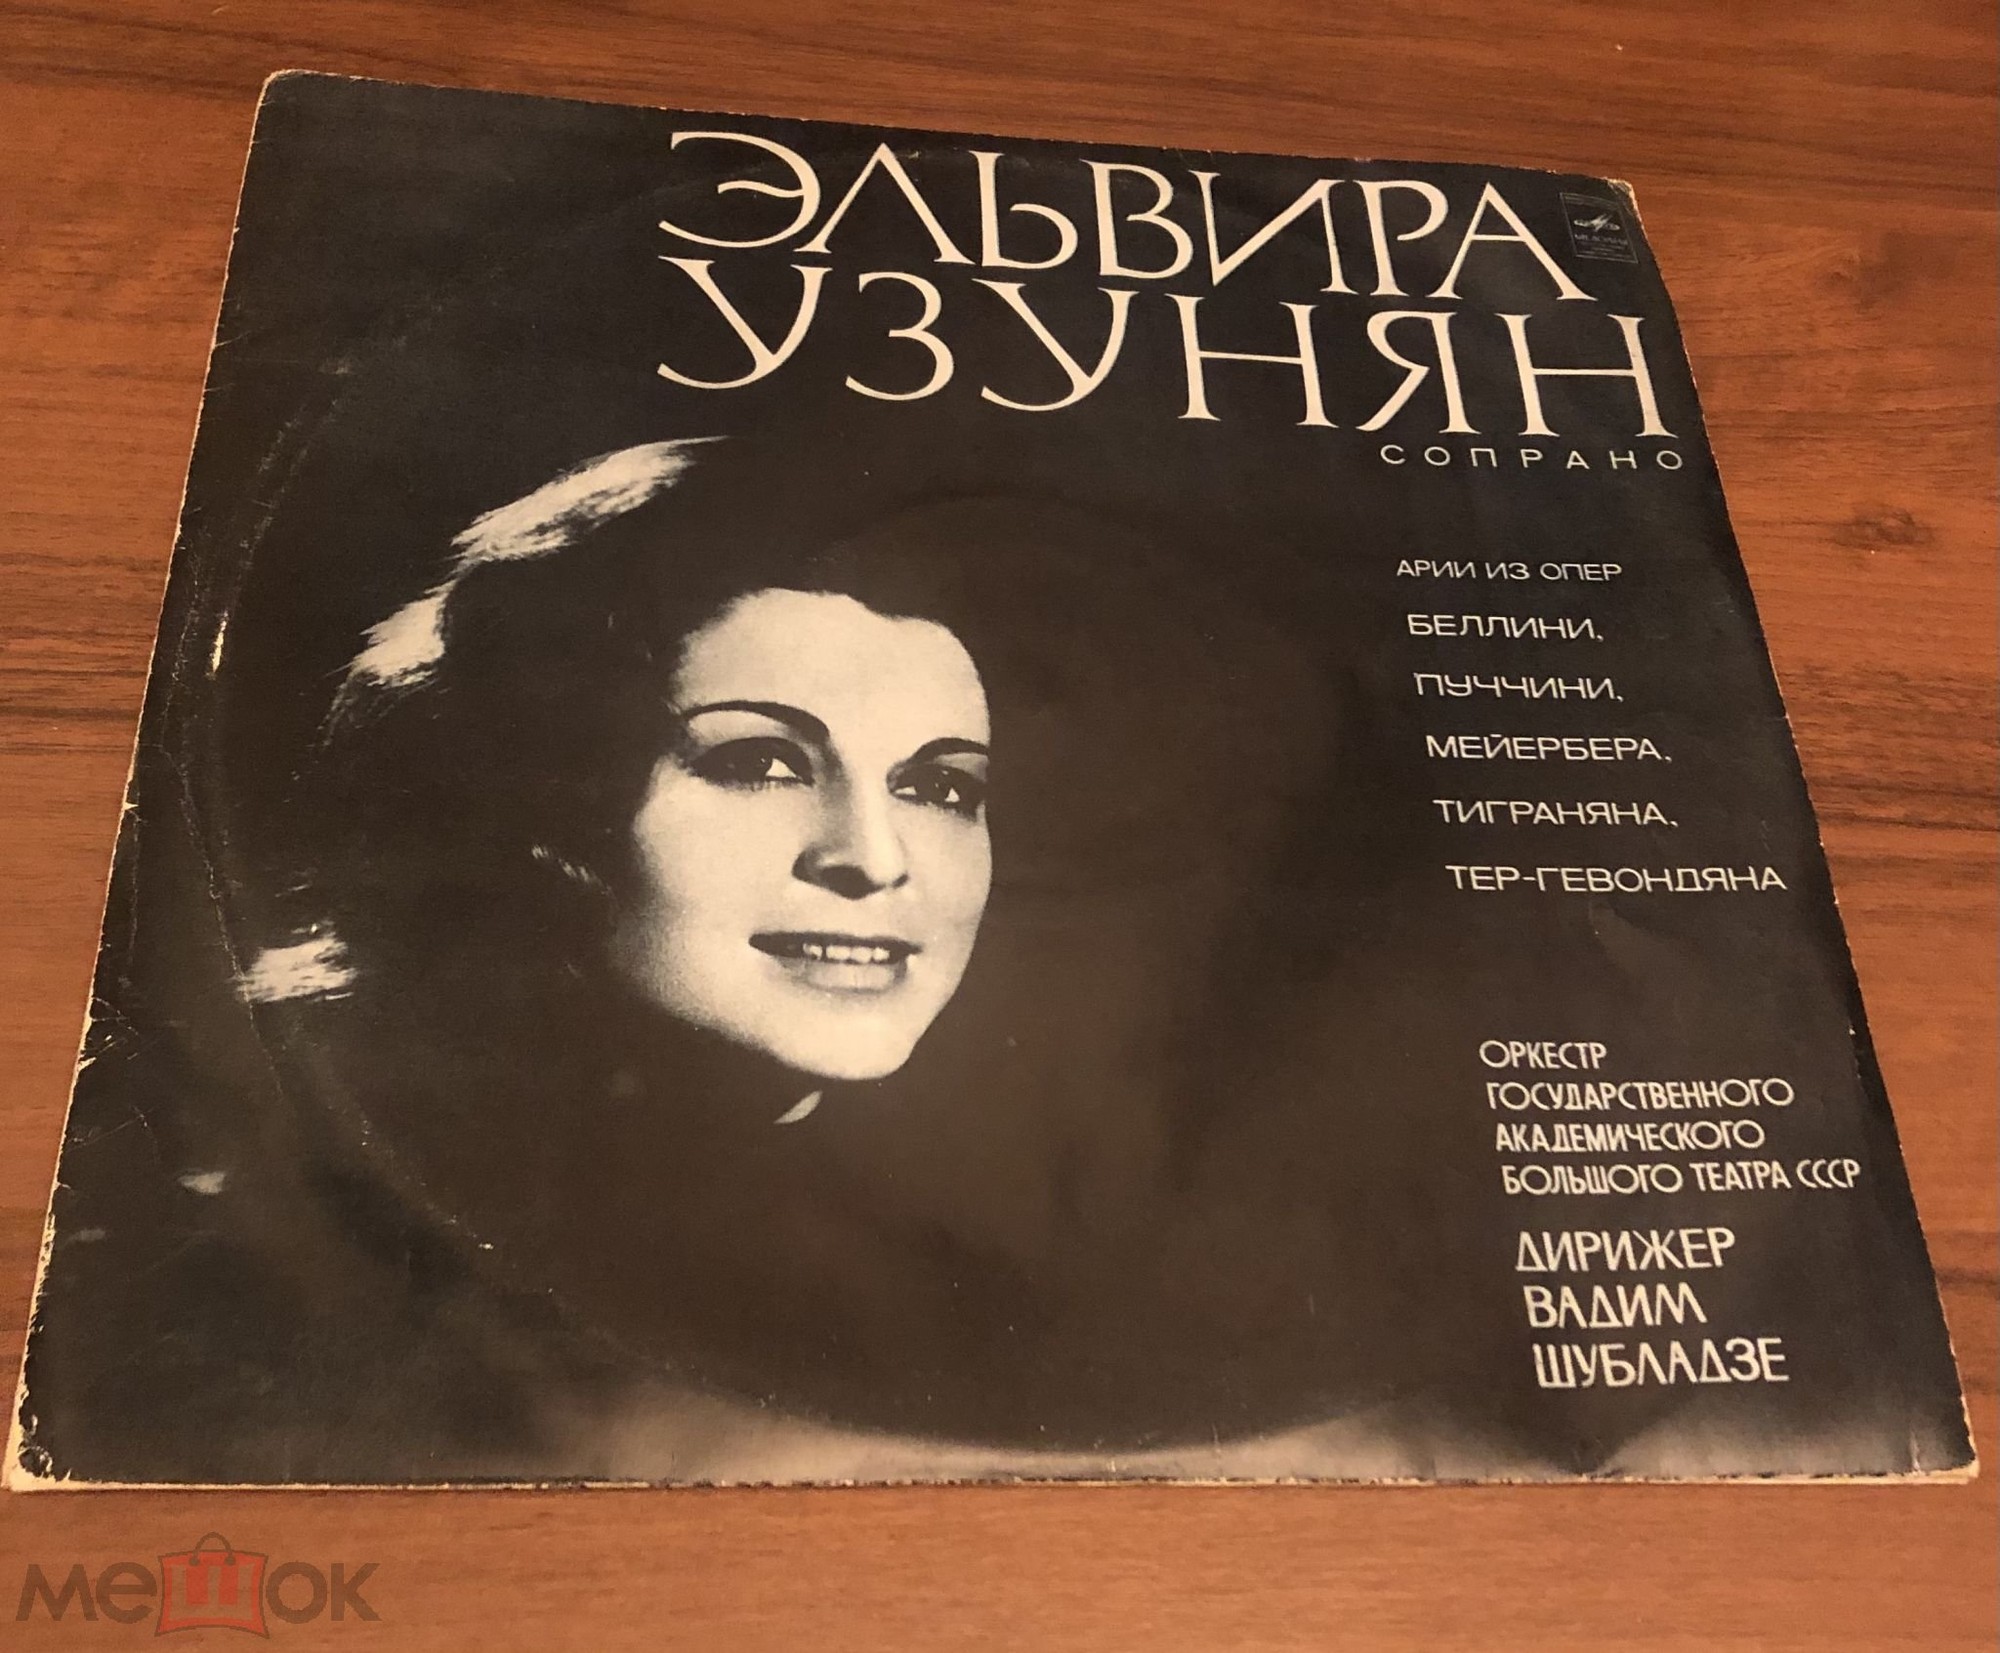 ЭЛЬВИРА
УЗУНЯН
СОПРАНО
МЕЛОДИЯ
АРИИ ИЗ ОПЕР
БЕЛЛИНИ,
ПУЧЧИНИ,
МЕЙЕРБЕРА,
ТИГРАНЯНА,
ТЕР-ГЕВОНДЯНА
ОРКЕСТР
ГОСУДАРСТВЕННОГО
АКАДЕМИЧЕСКОГО
БОЛЬШОГО ТЕАТРА СССР
ДИРИЖЕР
ВАДИМ
ШУБЛАДЗЕ
мешок